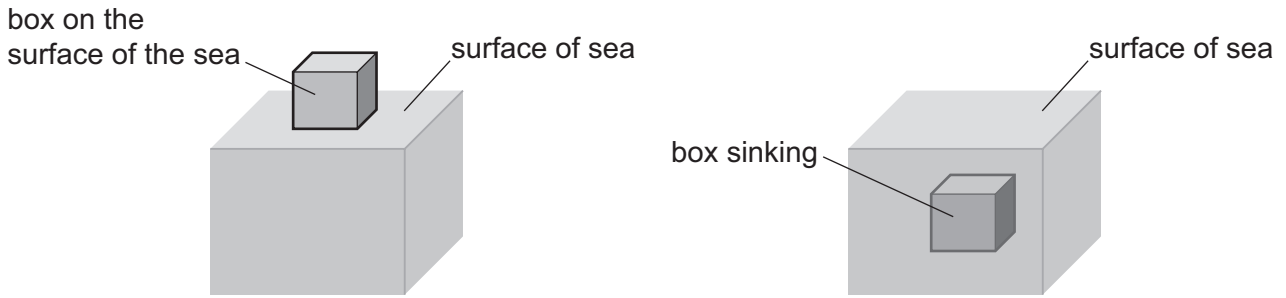 box on the
surface of the sea
surface of sea
surface of sea
box sinking